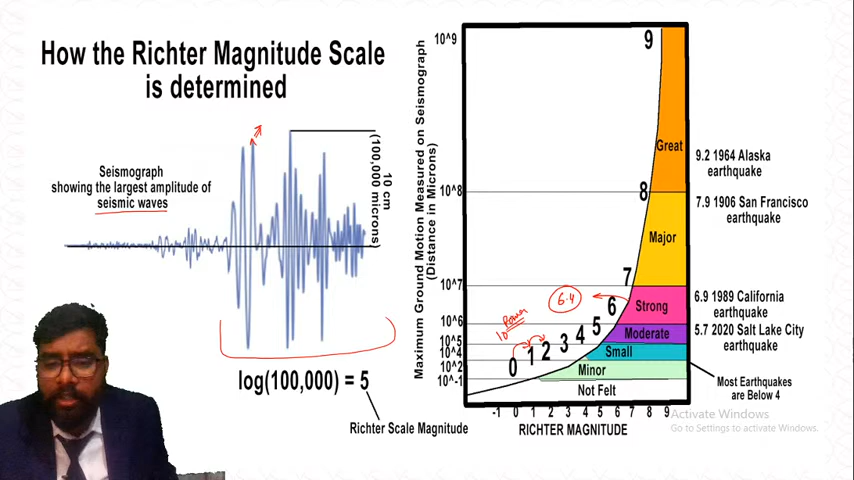 How the Richter Magnitude Scale
is determined
Seismograph
showing the largest amplitude of
seismic waves
10 cm
(100,000 microns)
log(100,000) = 5
Richter Scale Magnitude
Maximum Ground Motion Measured on Seismograph
(Distance in Microns)
10^9
10^8
10^7
10^6
10^5
10^4
10^2
10^-1
9
8
7
6
5
4
3
2
1
0
6.4
10 Power
Great
Major
Strong
Moderate
Small
Minor
Not Felt
-1 0 1 2 3 4 5 6 7 8 9
RICHTER MAGNITUDE
9.2 1964 Alaska
earthquake
7.9 1906 San Francisco
earthquake
6.9 1989 California
earthquake
5.7 2020 Salt Lake City
earthquake
Most Earthquakes
are Below 4
Activate Windows
Go to Settings to activate Windows.